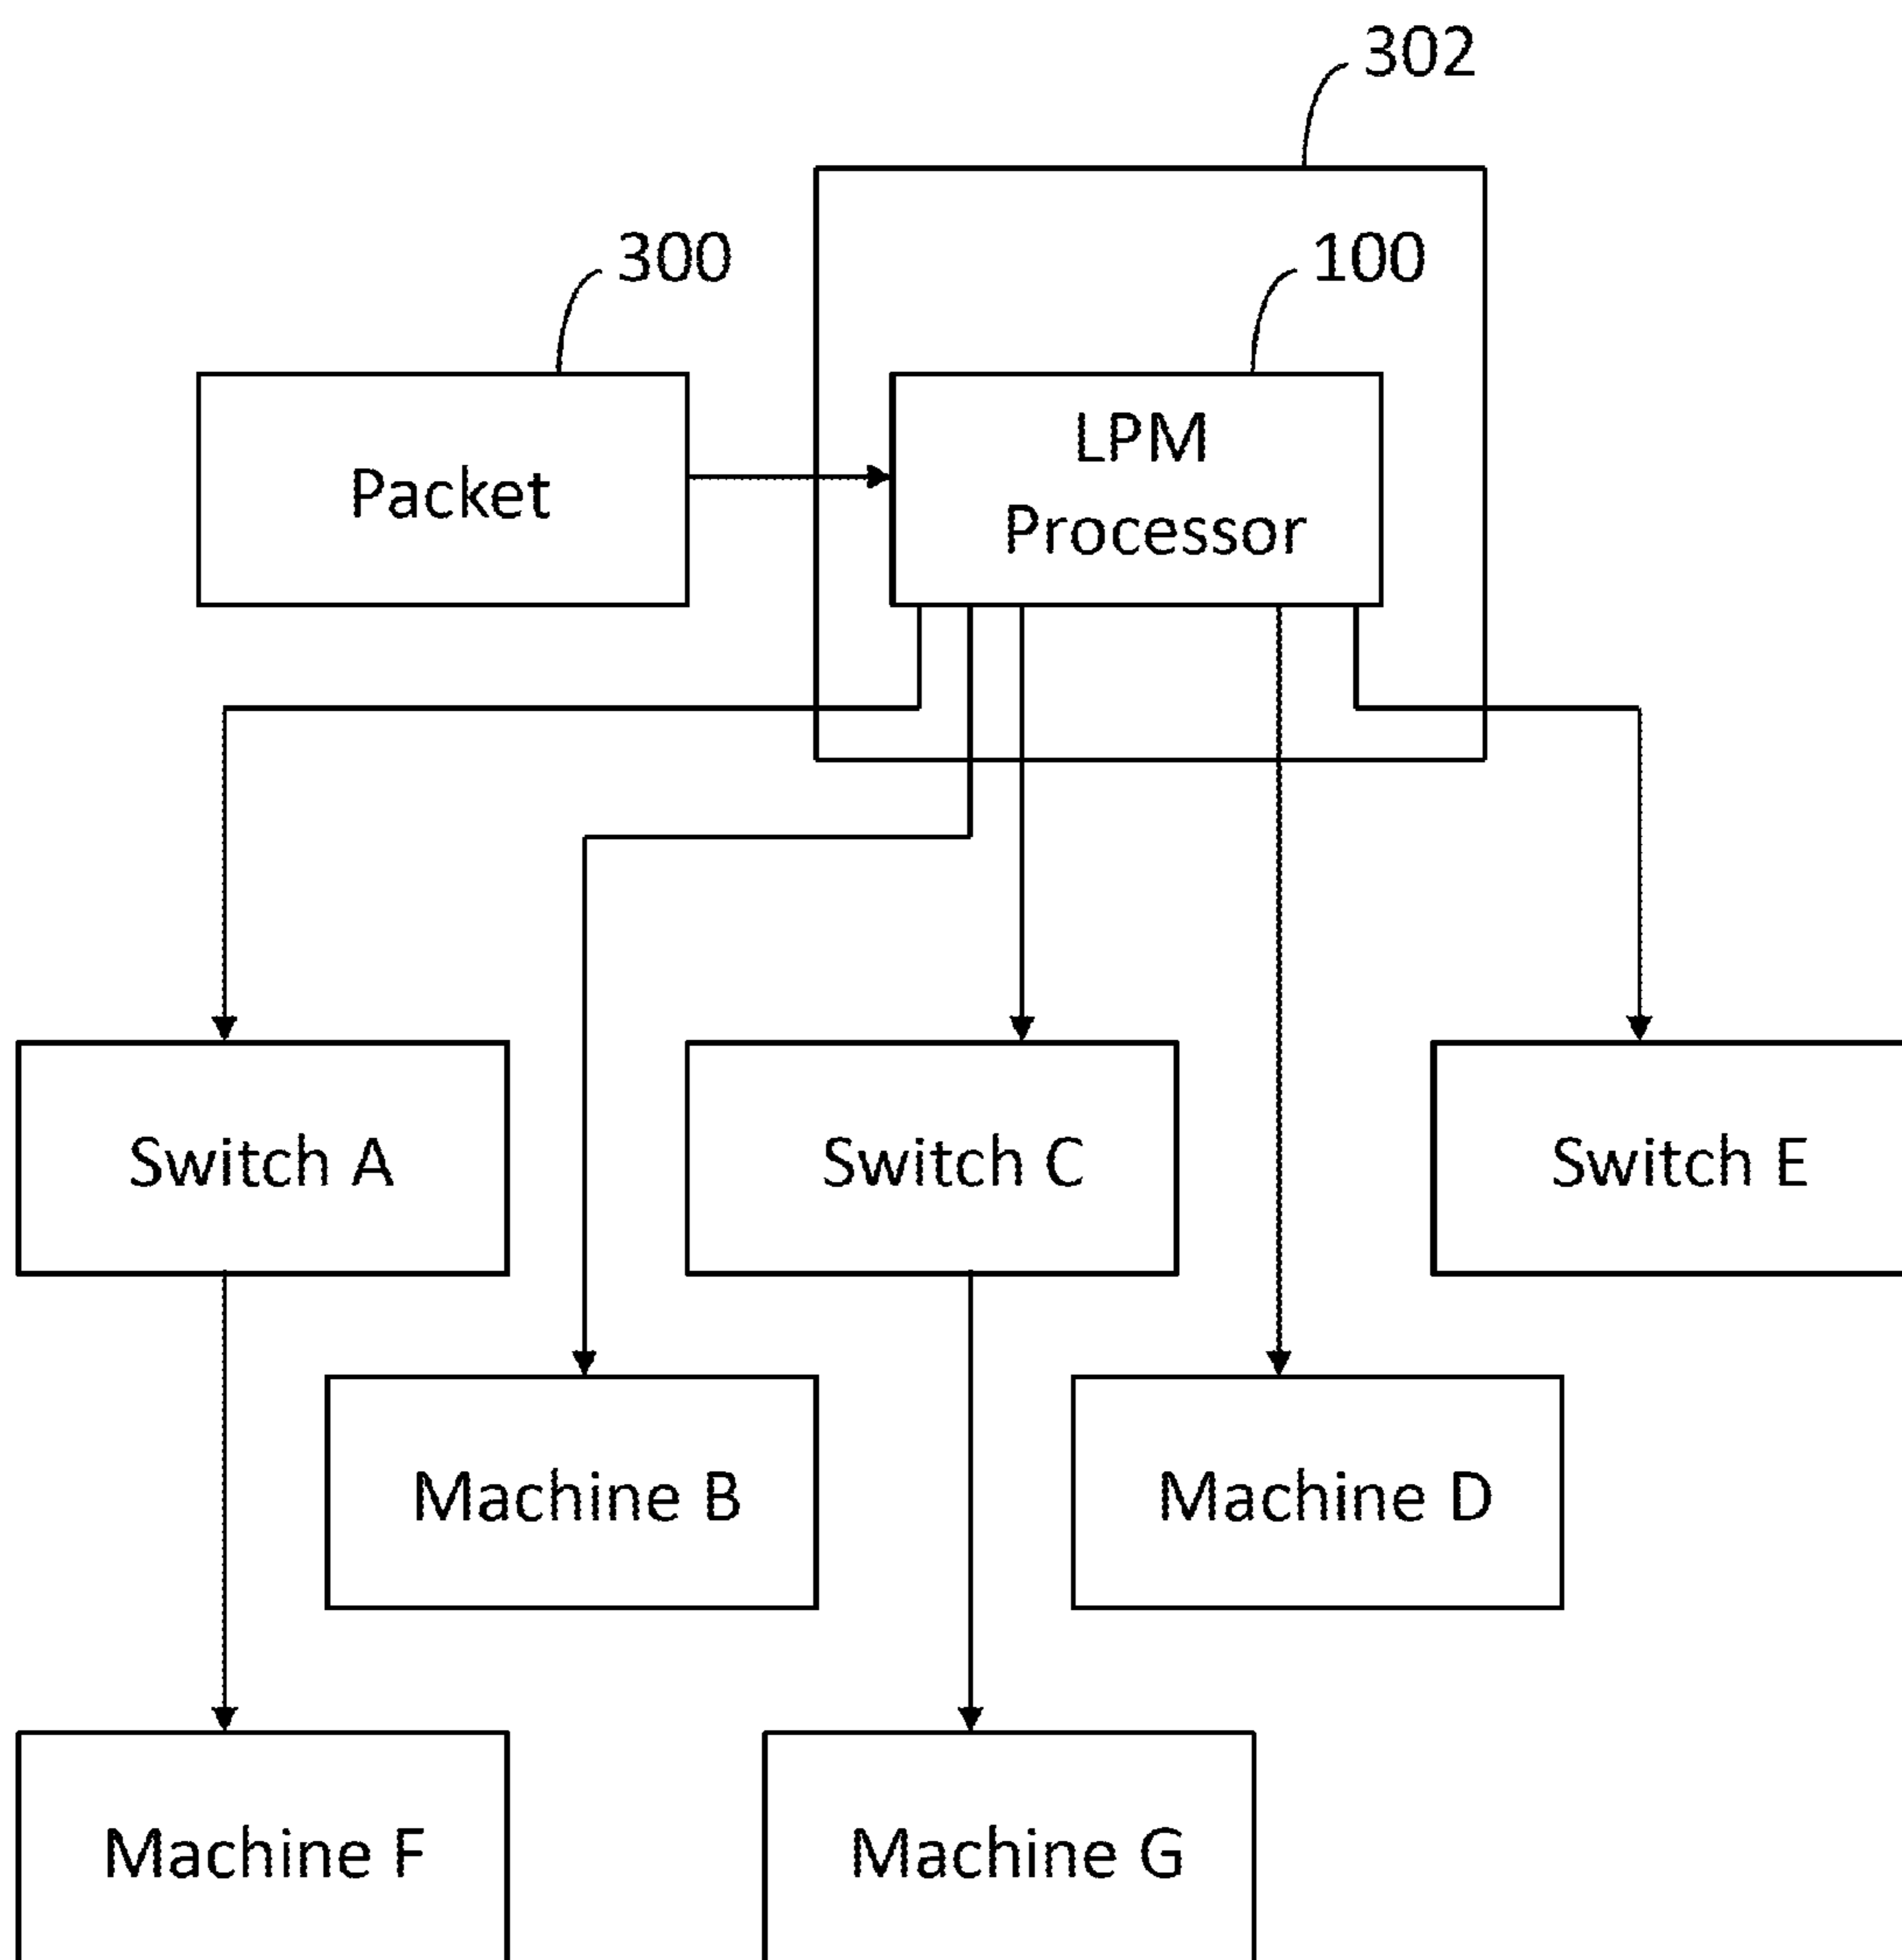 302
300
100
Packet
LPM
Processor
Switch A
Switch C
Switch E
Machine B
Machine D
Machine F
Machine G